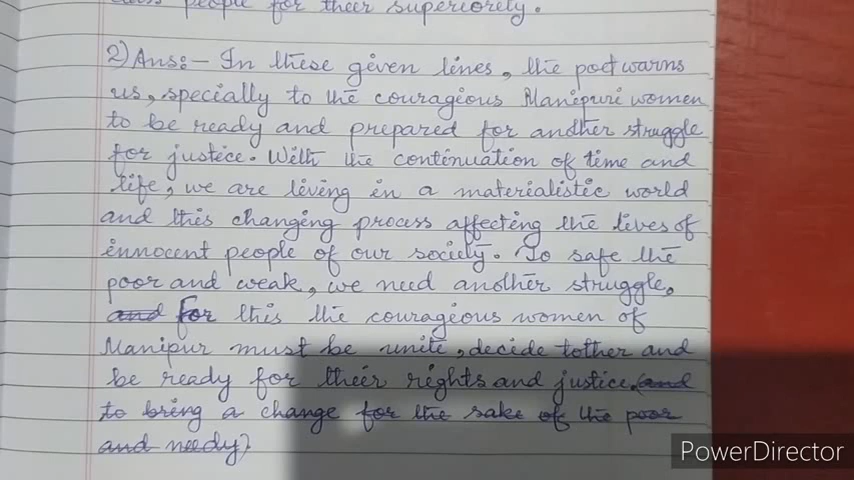 people for their superiorety.
2) Ans:- In these given lines, the poet warns
us, specially to the couragious Manipuri women
to be ready and prepared for another struggle
for justice. With the continuation of time and
life, we are living in a materialistic world
and this changing process affecting the lives of
innocent people of our society. To safe the
poor and weak, we need another struggle.
and For this the couragious women of
Manipur must be unite, decide tother and
be ready for their rights and justice. (and
to bring a change for the sake of the poor
and needy)
PowerDirector